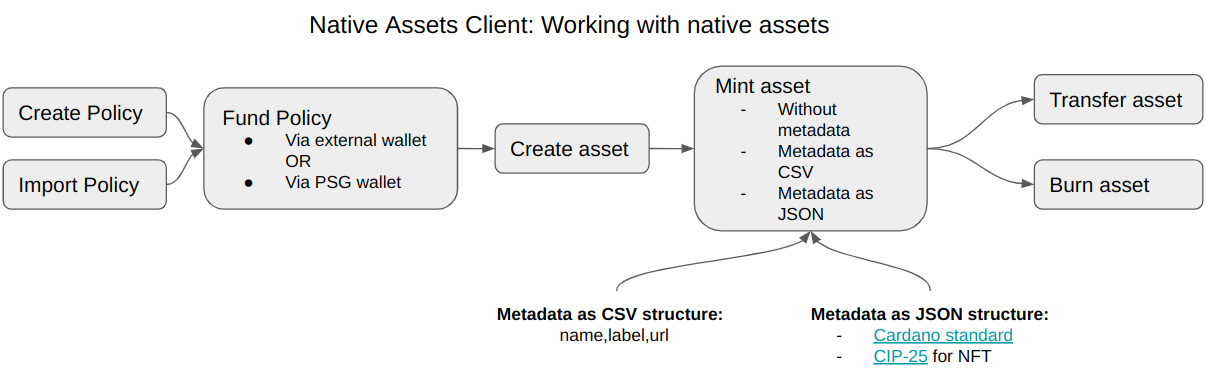 Native Assets Client: Working with native assets
Create Policy
Import Policy
Fund Policy
● Via external wallet
OR
● Via PSG wallet
Create asset
Mint asset
- Without
metadata
- Metadata as
CSV
- Metadata as
JSON
Transfer asset
Burn asset
Metadata as CSV structure:
name,label,url
Metadata as JSON structure:
- Cardano standard
- CIP-25 for NFT